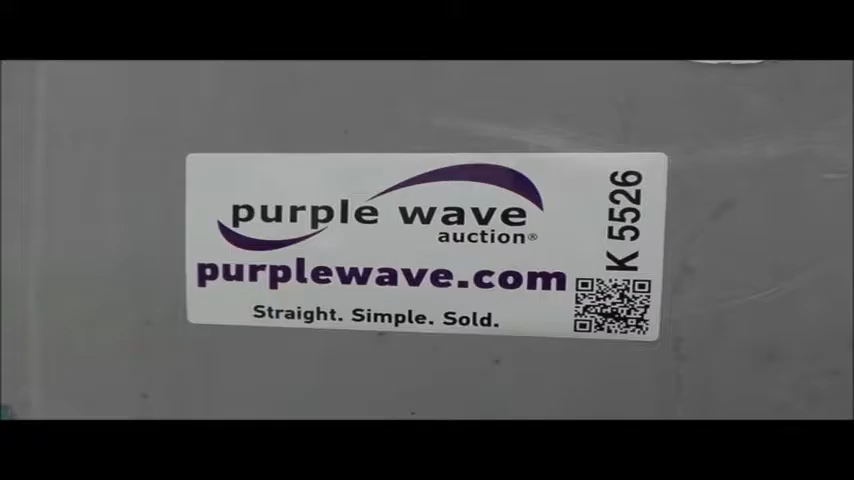 purple wave
auction®
purplewave.com
Straight. Simple. Sold.
K 5526